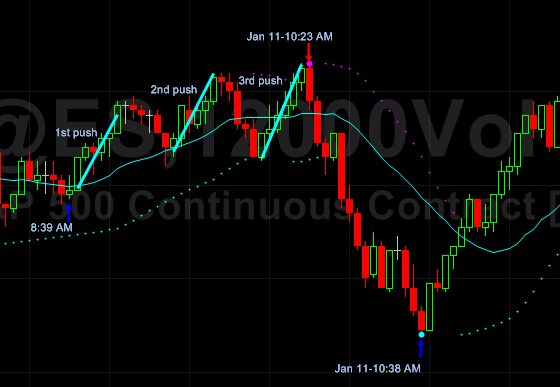 Jan 11-10:23 AM
2nd push
3rd push
@ES,12000Vol
1st push
P 500 Continuous Contract D
8:39 AM
Jan 11-10:38 AM